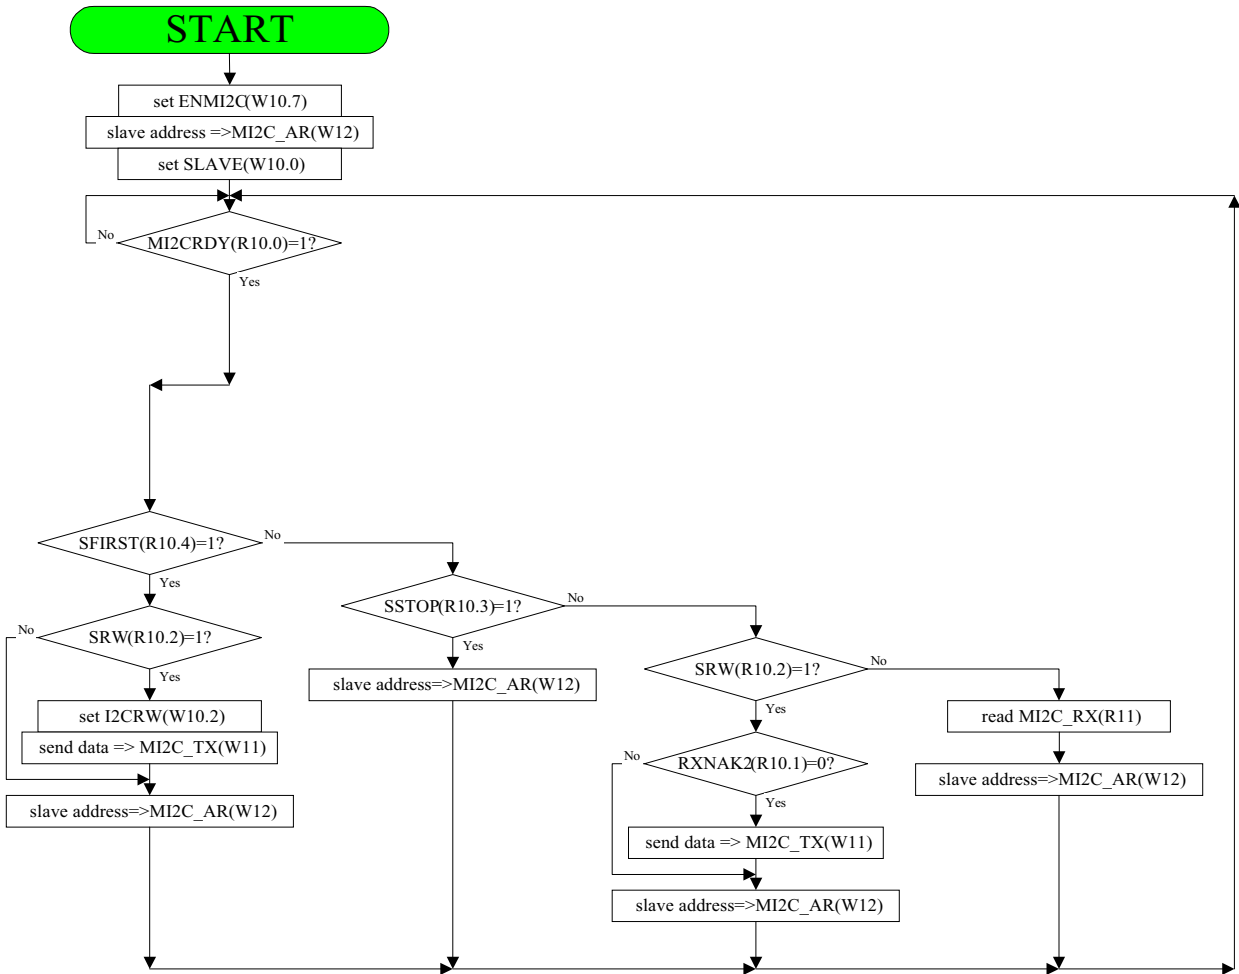 START
set ENMI2C(W10.7)
slave address =>MI2C_AR(W12)
set SLAVE(W10.0)
No
MI2CRDY(R10.0)=1?
Yes
SFIRST(R10.4)=1?
No
Yes
SSTOP(R10.3)=1?
No
Yes
No
SRW(R10.2)=1?
Yes
SRW(R10.2)=1?
No
Yes
slave address=>MI2C_AR(W12)
set I2CRW(W10.2)
send data => MI2C_TX(W11)
read MI2C_RX(R11)
No
RXNAK2(R10.1)=0?
Yes
slave address=>MI2C_AR(W12)
slave address=>MI2C_AR(W12)
send data => MI2C_TX(W11)
slave address=>MI2C_AR(W12)